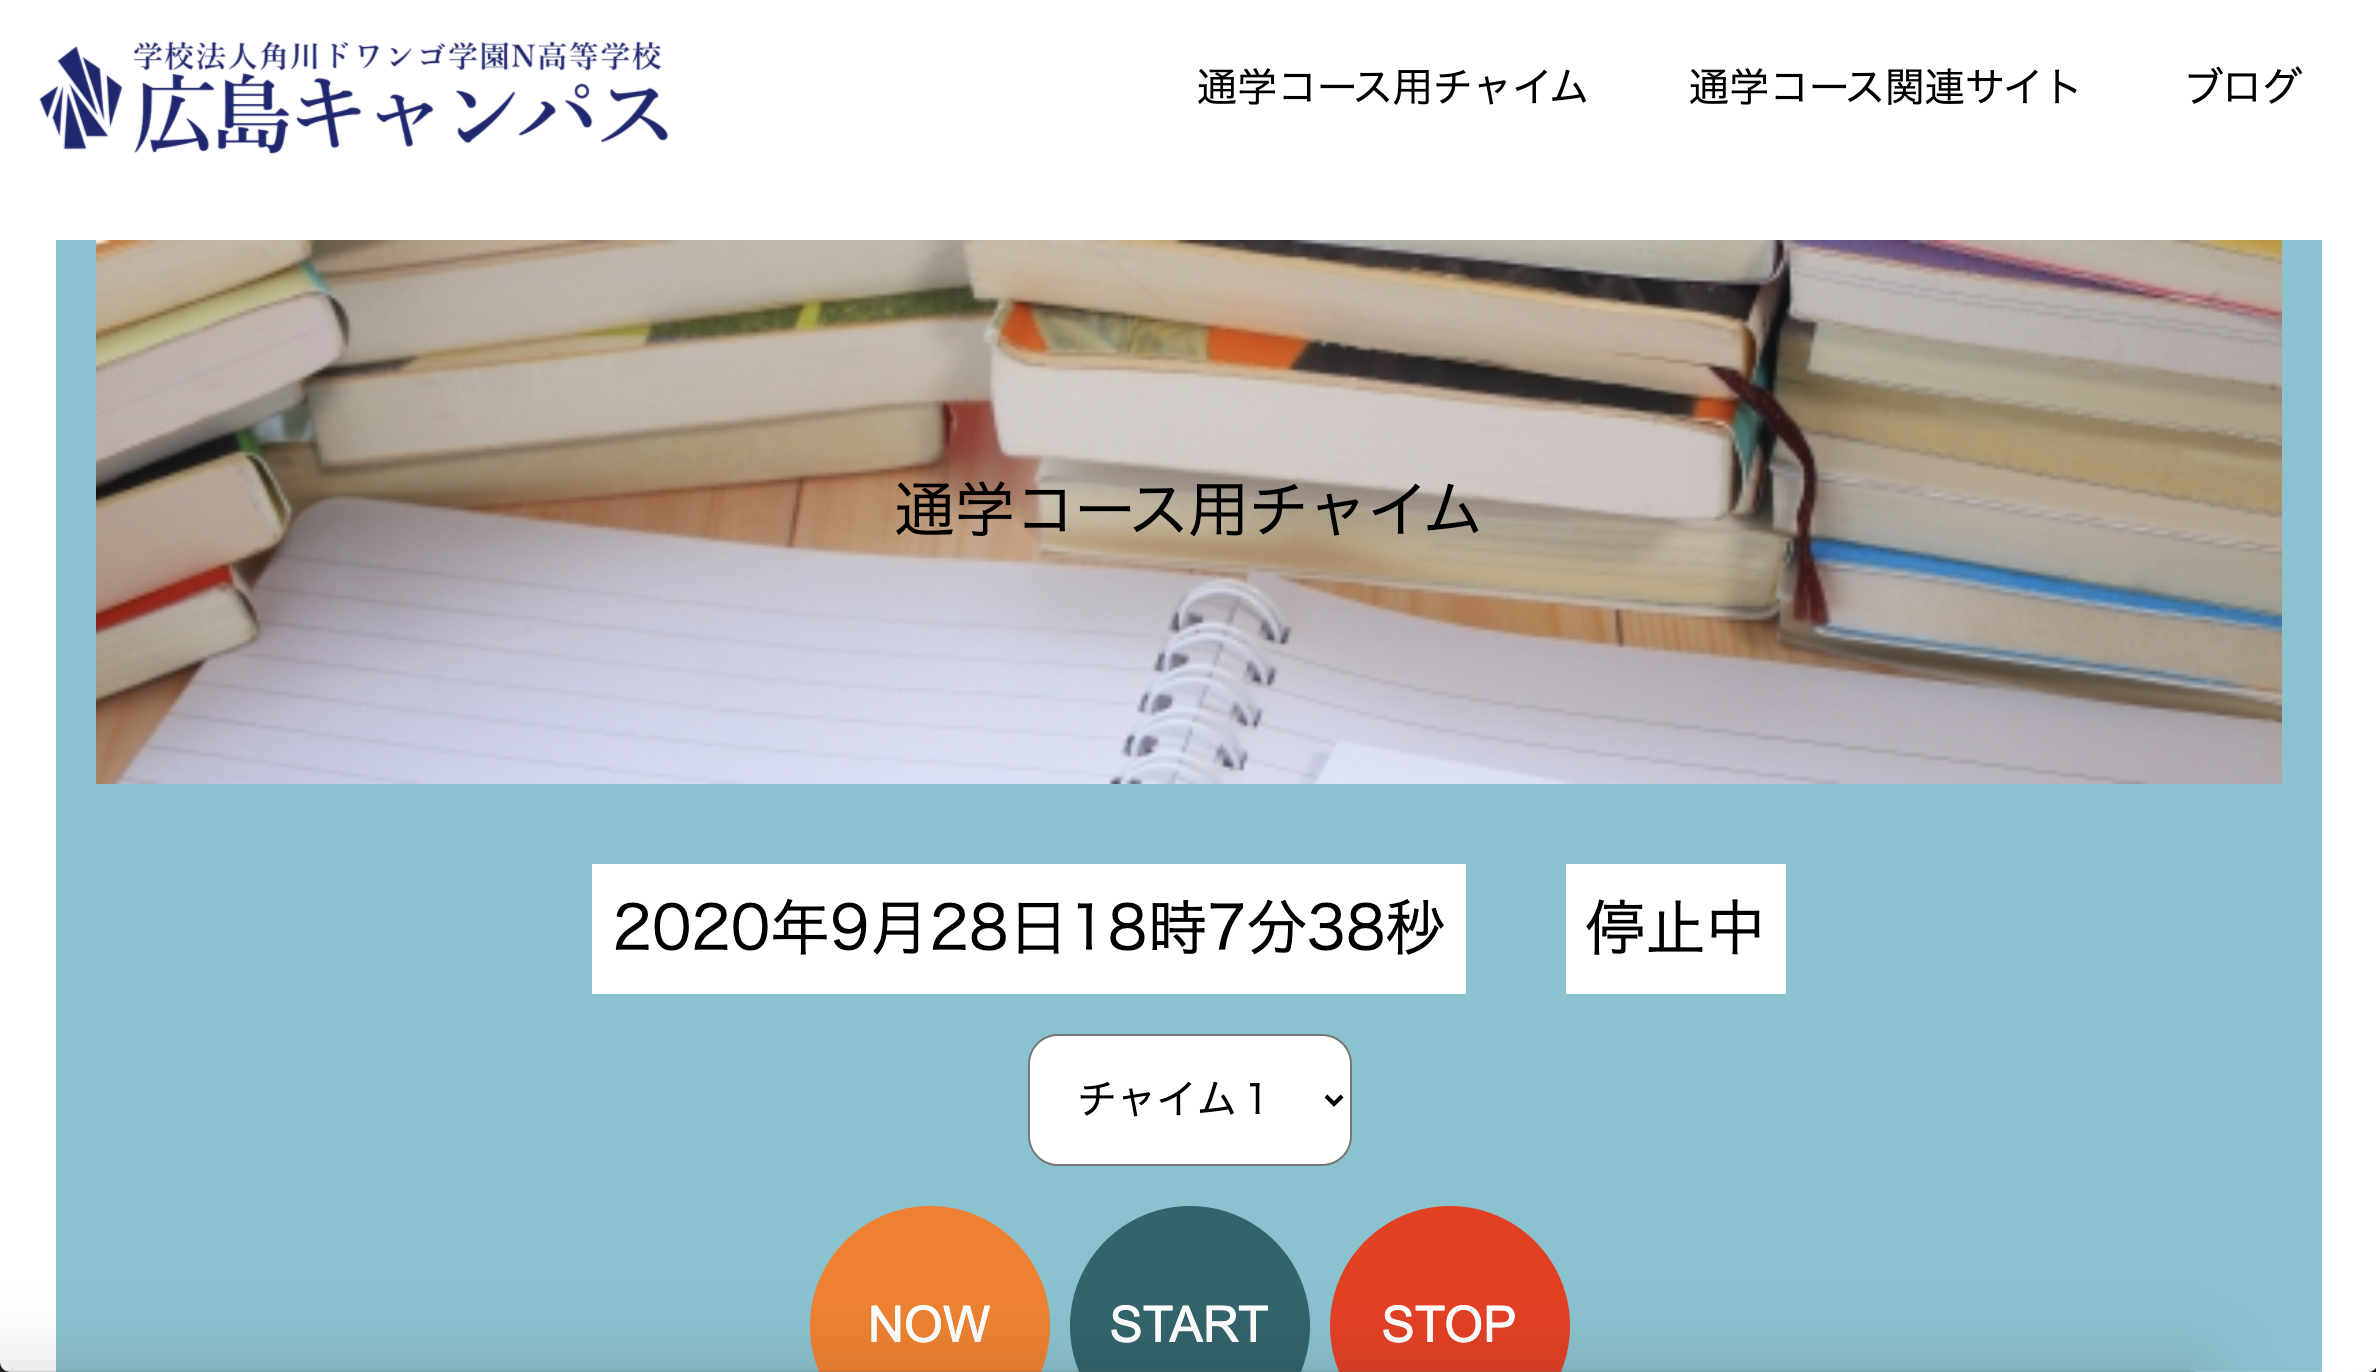 学校法人角川ドワンゴ学園N高等学校
広島キャンパス
通学コース用チャイム 通学コース関連サイト ブログ
通学コース用チャイム
2020年9月28日18時7分38秒 停止中
チャイム１
NOW START STOP